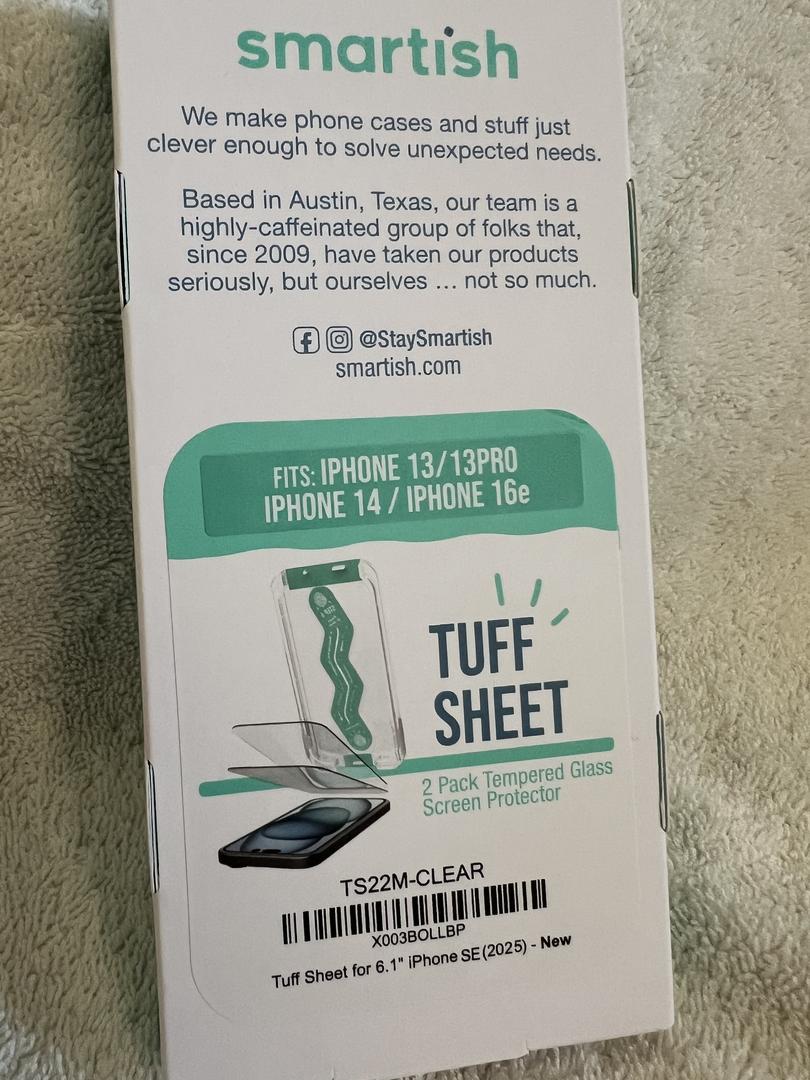 smartish
We make phone cases and stuff just
clever enough to solve unexpected needs.
Based in Austin, Texas, our team is a
highly-caffeinated group of folks that,
since 2009, have taken our products
seriously, but ourselves ... not so much.
@StaySmartish
smartish.com
FITS: IPHONE 13/13PRO
IPHONE 14 / IPHONE 16e
TUFF
SHEET
2 Pack Tempered Glass
Screen Protector
TS22M-CLEAR
X003BOLLBP
Tuff Sheet for 6.1" iPhone SE (2025) - New